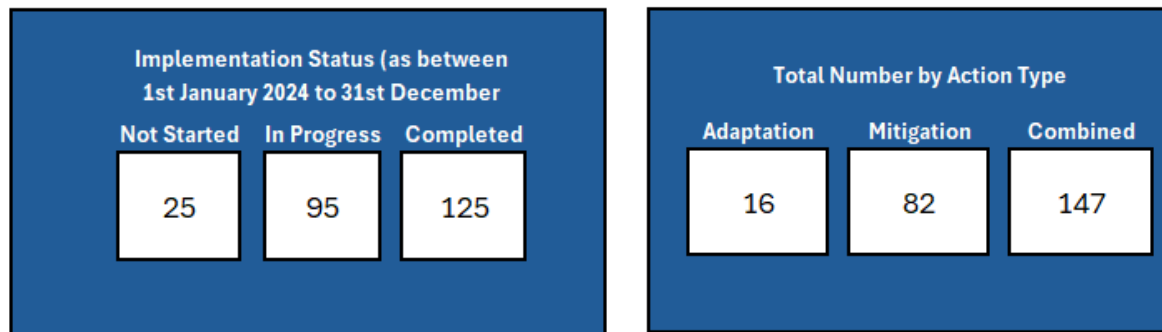 Implementation Status (as between
1st January 2024 to 31st December
Not Started In Progress Completed
25 95 125
Total Number by Action Type
Adaptation Mitigation Combined
16 82 147